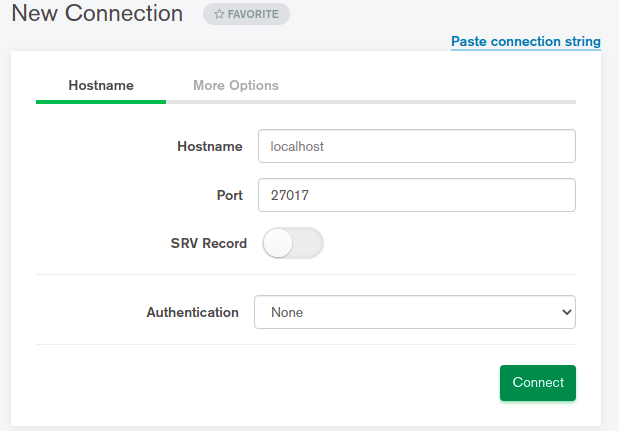 New Connection
FAVORITE
Paste connection string
Hostname
More Options
Hostname
localhost
Port
27017
SRV Record
Authentication
None
Connect